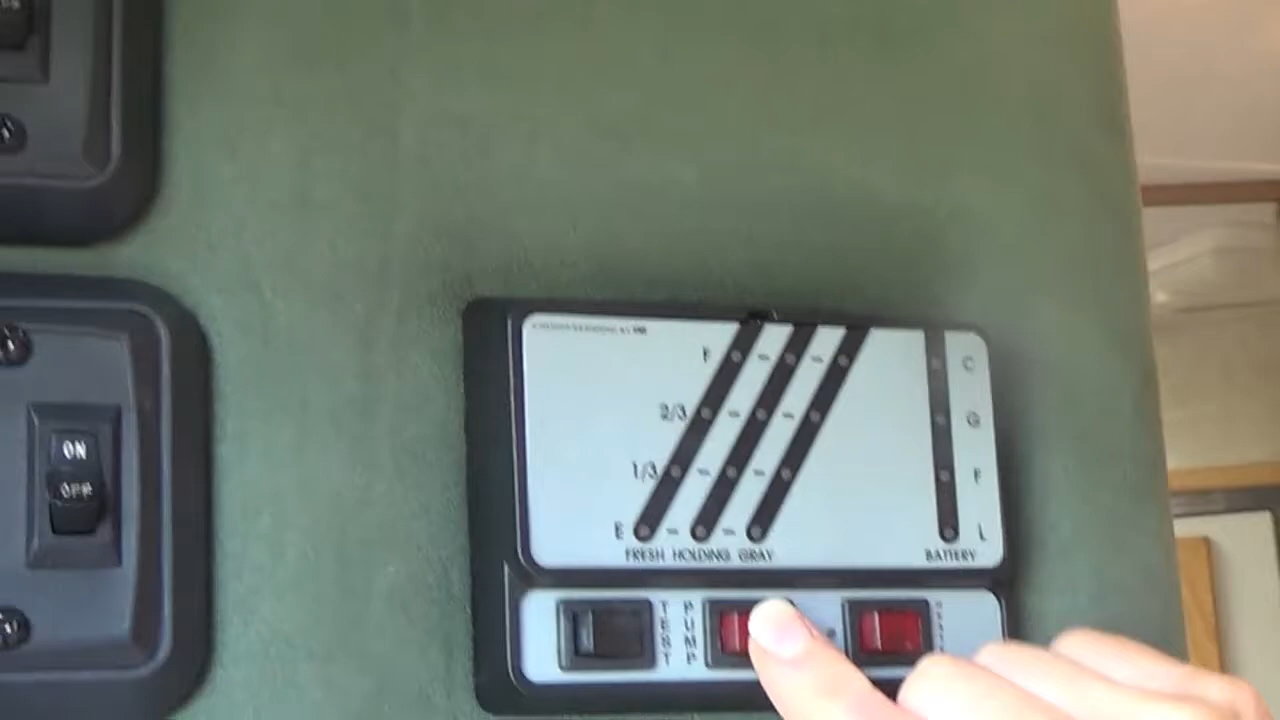 ON
OFF
F
C
2/3
G
1/3
F
E
L
FRESH HOLDING GRAY
BATTERY
TEST
PUMP